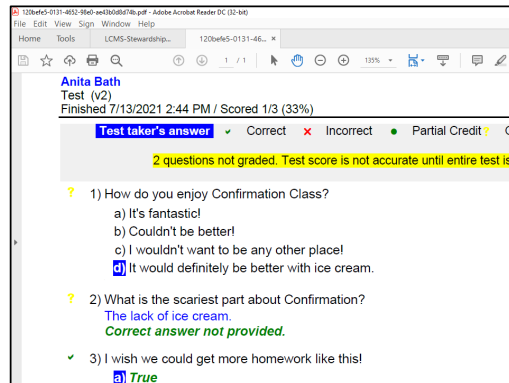 120befe5-0131-4652-98e0-ae43b0d8d74b.pdf - Adobe Acrobat Reader DC (32-bit)
File Edit View Sign Window Help
Home Tools LCMS-Stewardship... 120befe5-0131-46... ×
1 / 1 135%
Anita Bath
Test (v2)
Finished 7/13/2021 2:44 PM / Scored 1/3 (33%)
Test taker's answer Correct Incorrect Partial Credit ?
2 questions not graded. Test score is not accurate until entire test is
? 1) How do you enjoy Confirmation Class?
a) It's fantastic!
b) Couldn't be better!
c) I wouldn't want to be any other place!
d) It would definitely be better with ice cream.
? 2) What is the scariest part about Confirmation?
The lack of ice cream.
Correct answer not provided.
3) I wish we could get more homework like this!
a) True